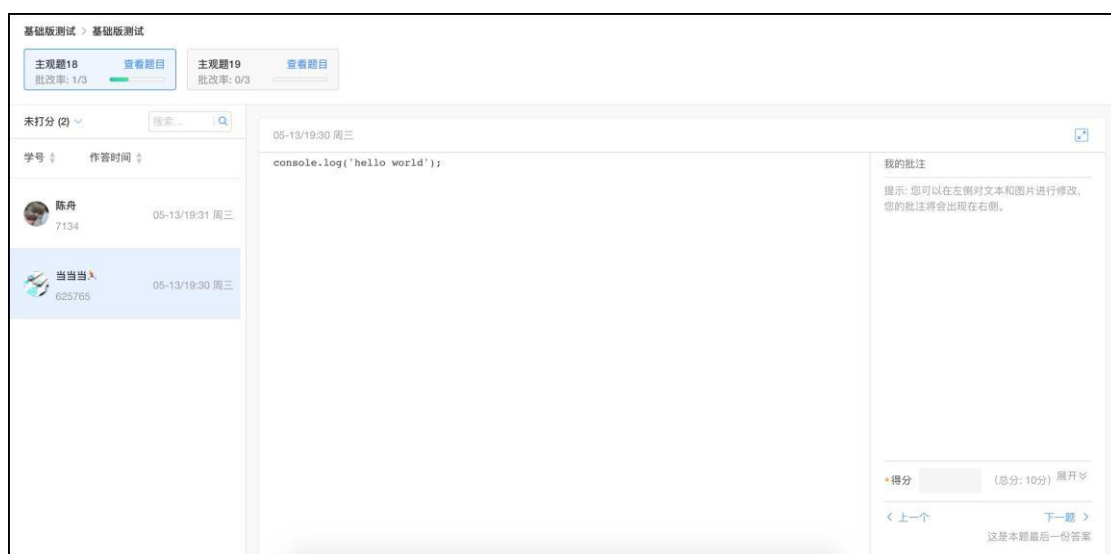 基础版测试 > 基础版测试
主观题18 查看题目
批改率: 1/3
主观题19 查看题目
批改率: 0/3
未打分 (2)
搜索...
学号 作答时间
陈舟
7134
05-13/19:31 周三
当当当
625765
05-13/19:30 周三
05-13/19:30 周三
console.log('hello world');
我的批注
提示: 您可以在左侧对文本和图片进行修改,
您的批注将会出现在右侧。
*得分 (总分: 10分) 展开
< 上一个 下一题 >
这是本题最后一份答案